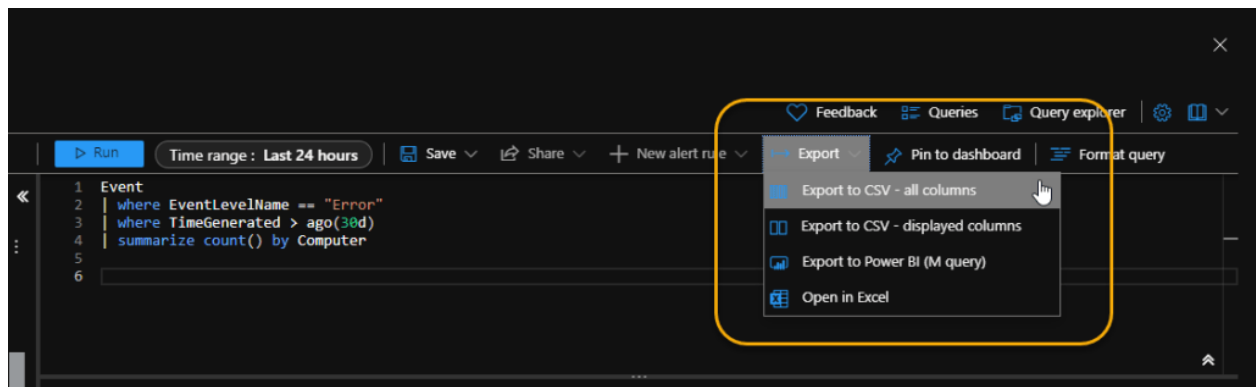 Feedback Queries Query explorer
Run Time range : Last 24 hours Save Share New alert rule Export Pin to dashboard Format query
1 Event
2 | where EventLevelName == "Error"
3 | where TimeGenerated > ago(30d)
4 | summarize count() by Computer
5
6
Export to CSV - all columns
Export to CSV - displayed columns
Export to Power BI (M query)
Open in Excel